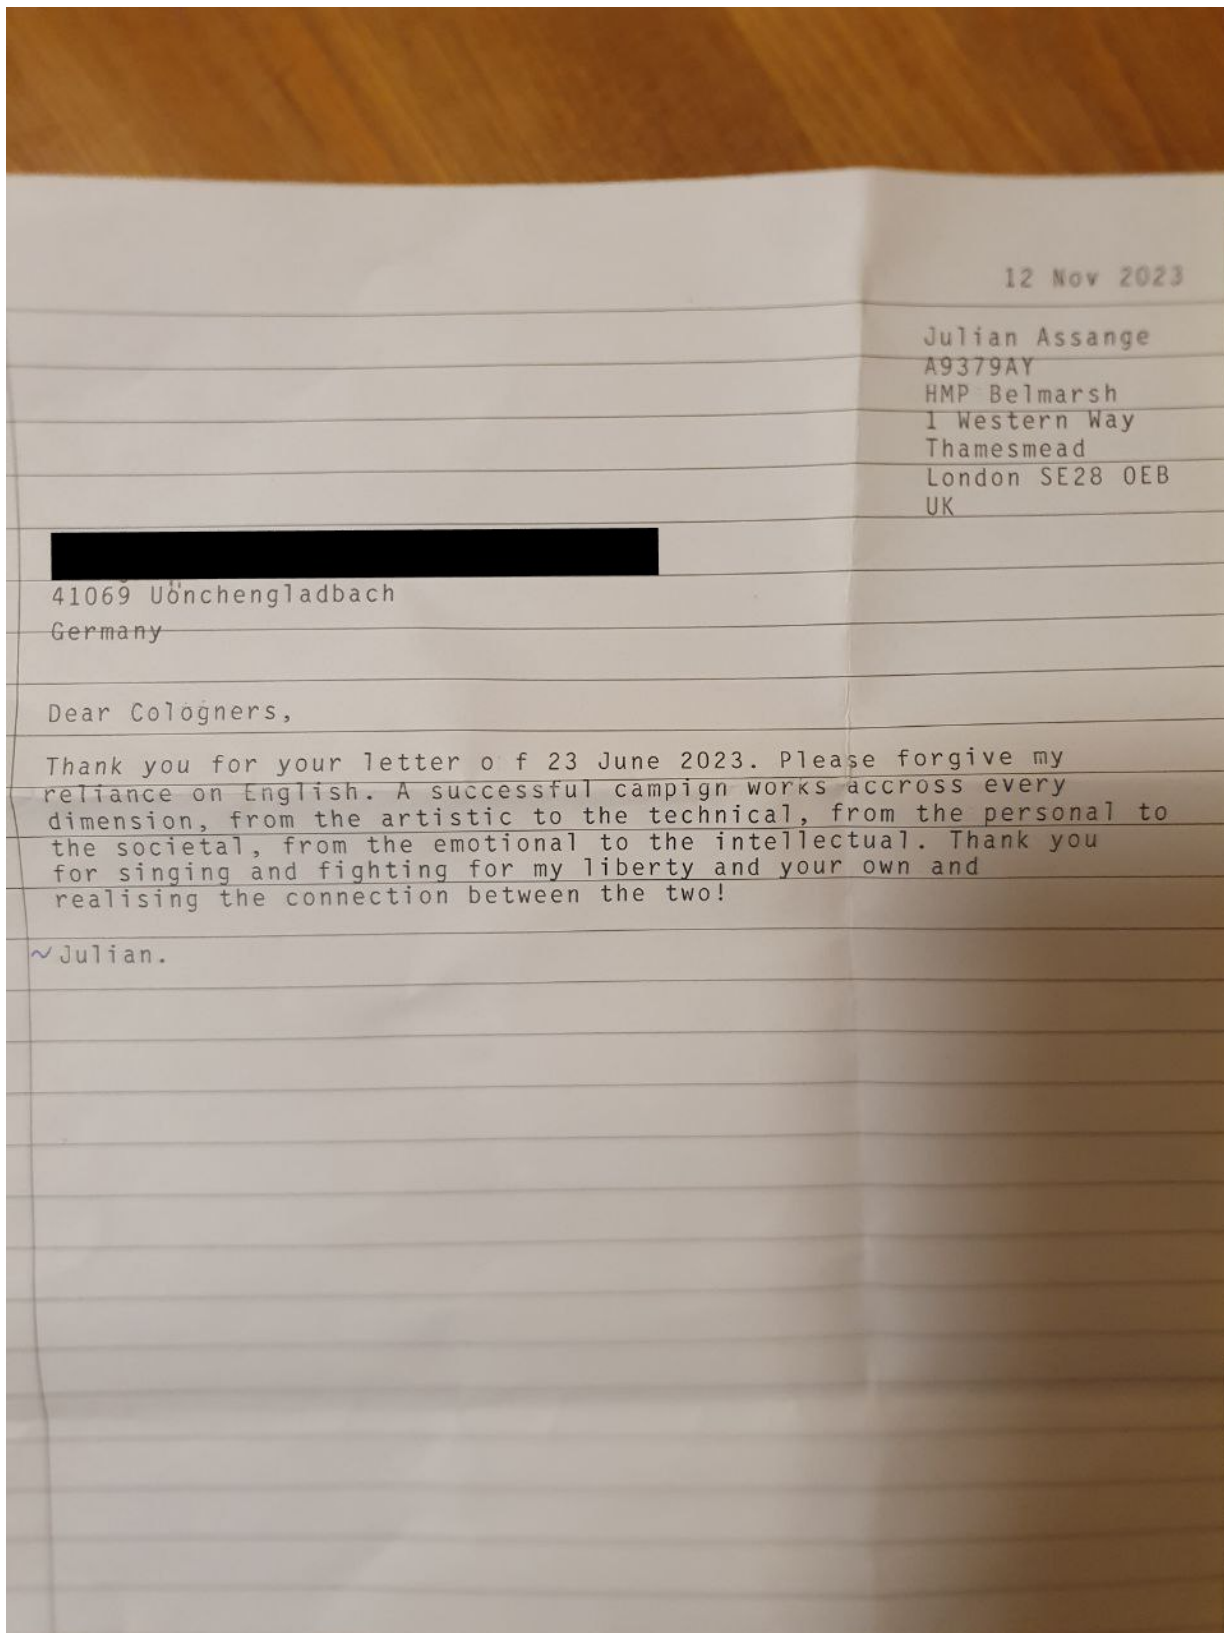 12 Nov 2023
Julian Assange
A9379AY
HMP Belmarsh
1 Western Way
Thamesmead
London SE28 0EB
UK
41069 Uönchengladbach
Germany
Dear Cologners,
Thank you for your letter o f 23 June 2023. Please forgive my
reliance on English. A successful campign works accross every
dimension, from the artistic to the technical, from the personal to
the societal, from the emotional to the intellectual. Thank you
for singing and fighting for my liberty and your own and
realising the connection between the two!
~Julian.